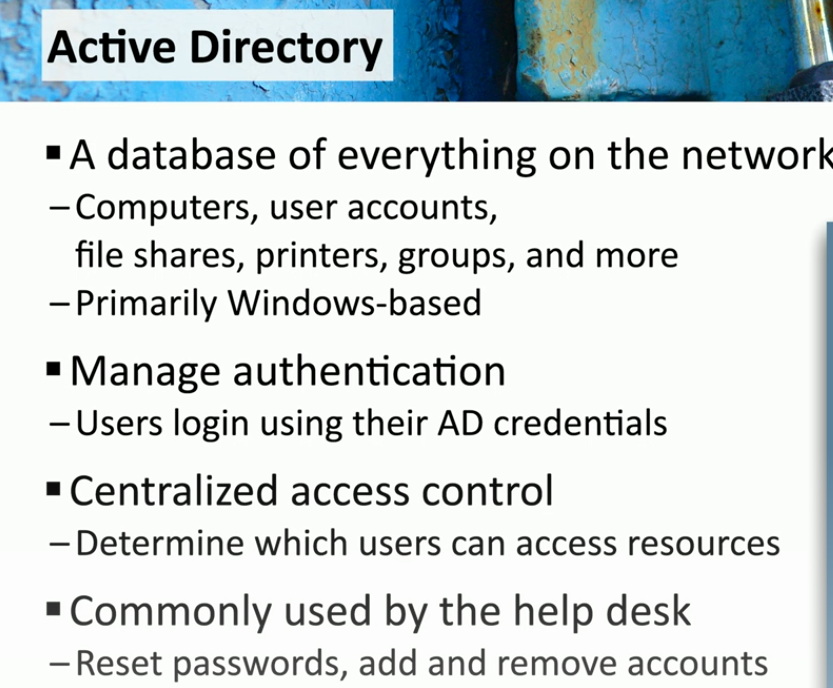 Active Directory
▪ A database of everything on the network
– Computers, user accounts,
file shares, printers, groups, and more
– Primarily Windows-based
▪ Manage authentication
– Users login using their AD credentials
▪ Centralized access control
– Determine which users can access resources
▪ Commonly used by the help desk
– Reset passwords, add and remove accounts